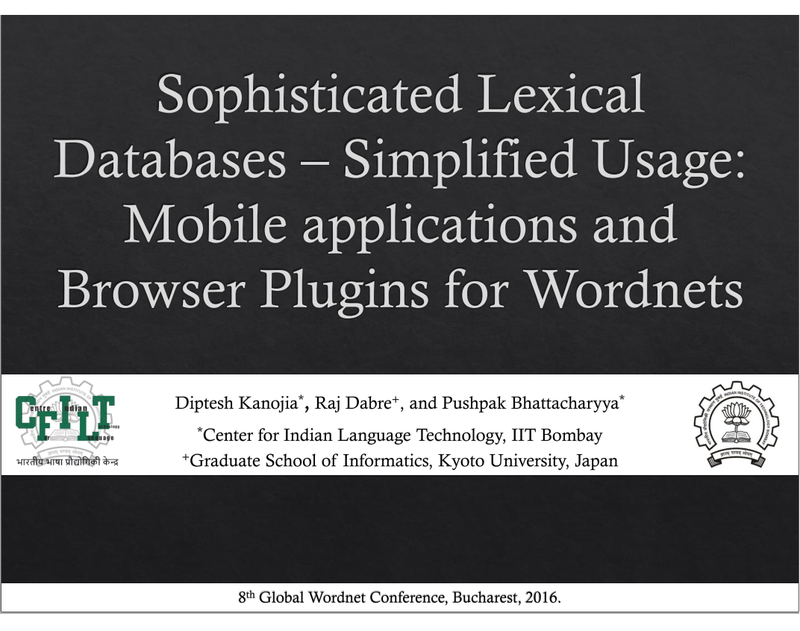 Sophisticated Lexical
Databases – Simplified Usage:
Mobile applications and
Browser Plugins for Wordnets
Diptesh Kanojia*, Raj Dabre+, and Pushpak Bhattacharyya*
*Center for Indian Language Technology, IIT Bombay
+Graduate School of Informatics, Kyoto University, Japan
CFILT
भारतीय भाषा प्रौद्योगिकी केन्द्र
8th Global Wordnet Conference, Bucharest, 2016.